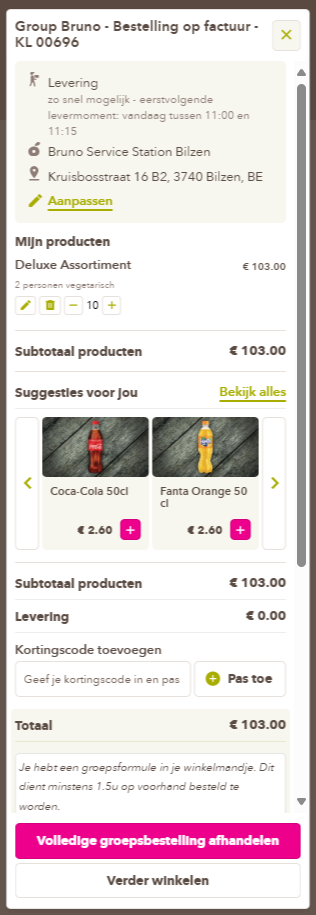 Group Bruno - Bestelling op factuur -
KL 00696
Levering
zo snel mogelijk - eerstvolgende
levermoment: vandaag tussen 11:00 en
11:15
Bruno Service Station Bilzen
Kruisbosstraat 16 B2, 3740 Bilzen, BE
Aanpassen
Mijn producten
Deluxe Assortiment € 103.00
2 personen vegetarisch
10
Subtotaal producten € 103.00
Suggesties voor jou Bekijk alles
Coca-Cola 50cl
€ 2.60 +
Fanta Orange 50
cl
€ 2.60 +
Subtotaal producten € 103.00
Levering € 0.00
Kortingscode toevoegen
Geef je kortingscode in en pas
Pas toe
Totaal € 103.00
Je hebt een groepsformule in je winkelmandje. Dit
dient minstens 1.5u op voorhand besteld te
worden.
Volledige groepsbestelling afhandelen
Verder winkelen